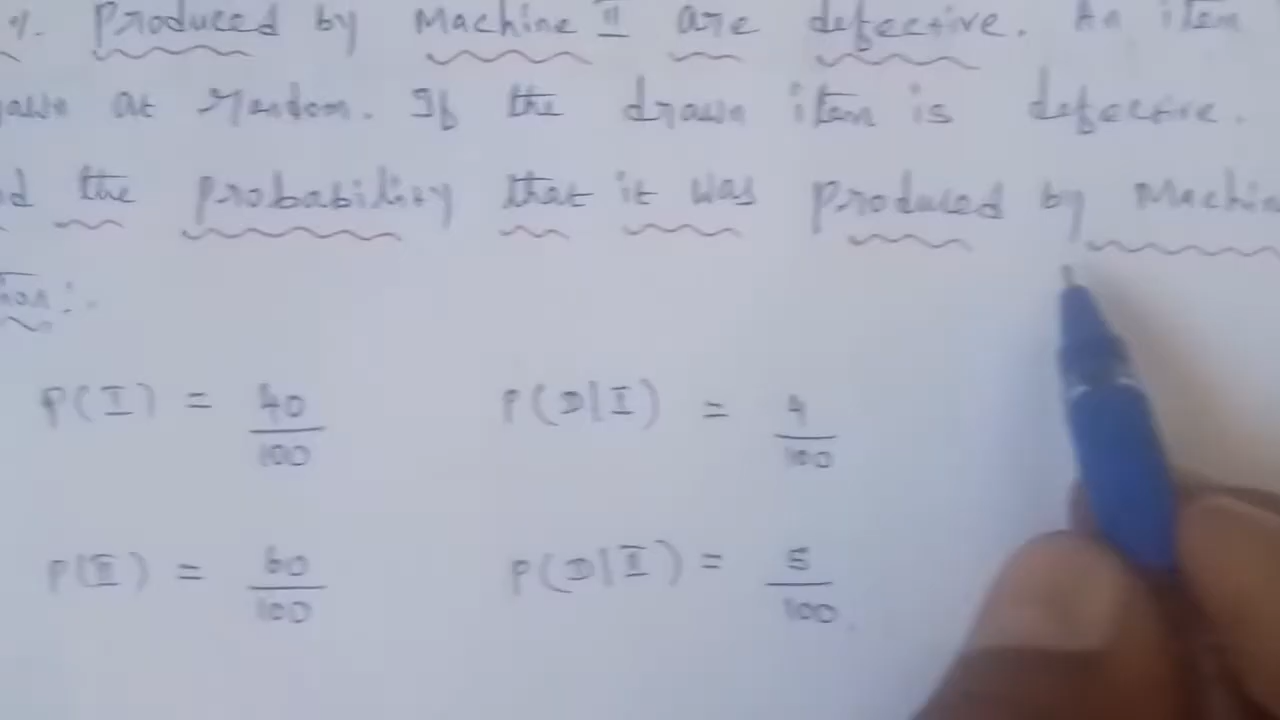 %. Produced by Machine II are defective. An item
at random. If the drawn item is defective.
the probability that it was produced by Machin
P(I) = 40/100 P(D|I) = 4/100
P(II) = 60/100 P(D|II) = 5/100.